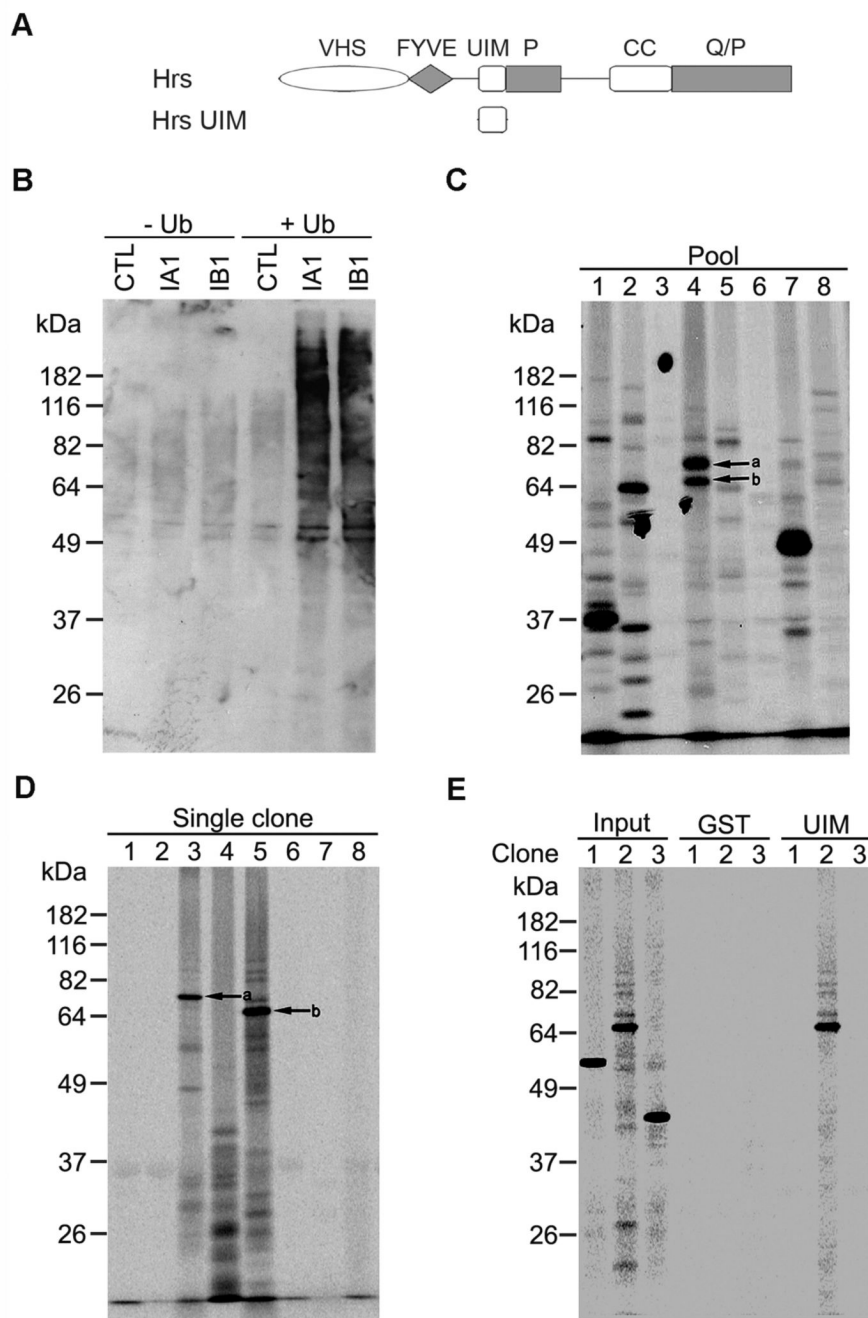 A
VHS FYVE UIM P CC Q/P
Hrs
Hrs UIM
B
- Ub + Ub
CTL IA1 IB1 CTL IA1 IB1
kDa
182
116
82
64
49
37
26
C
Pool
1 2 3 4 5 6 7 8
kDa
182
116
82
64
49
37
26
a
b
D
Single clone
1 2 3 4 5 6 7 8
kDa
182
116
82
64
49
37
26
a
b
E
Input GST UIM
Clone 1 2 3 1 2 3 1 2 3
kDa
182
116
82
64
49
37
26